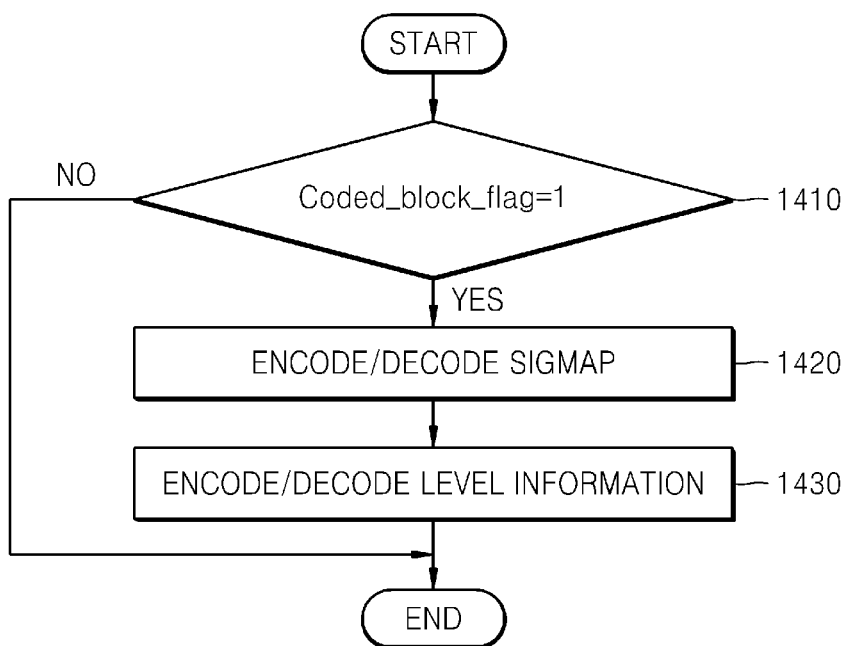 START
NO
Coded_block_flag=1
1410
YES
ENCODE/DECODE SIGMAP
1420
ENCODE/DECODE LEVEL INFORMATION
1430
END